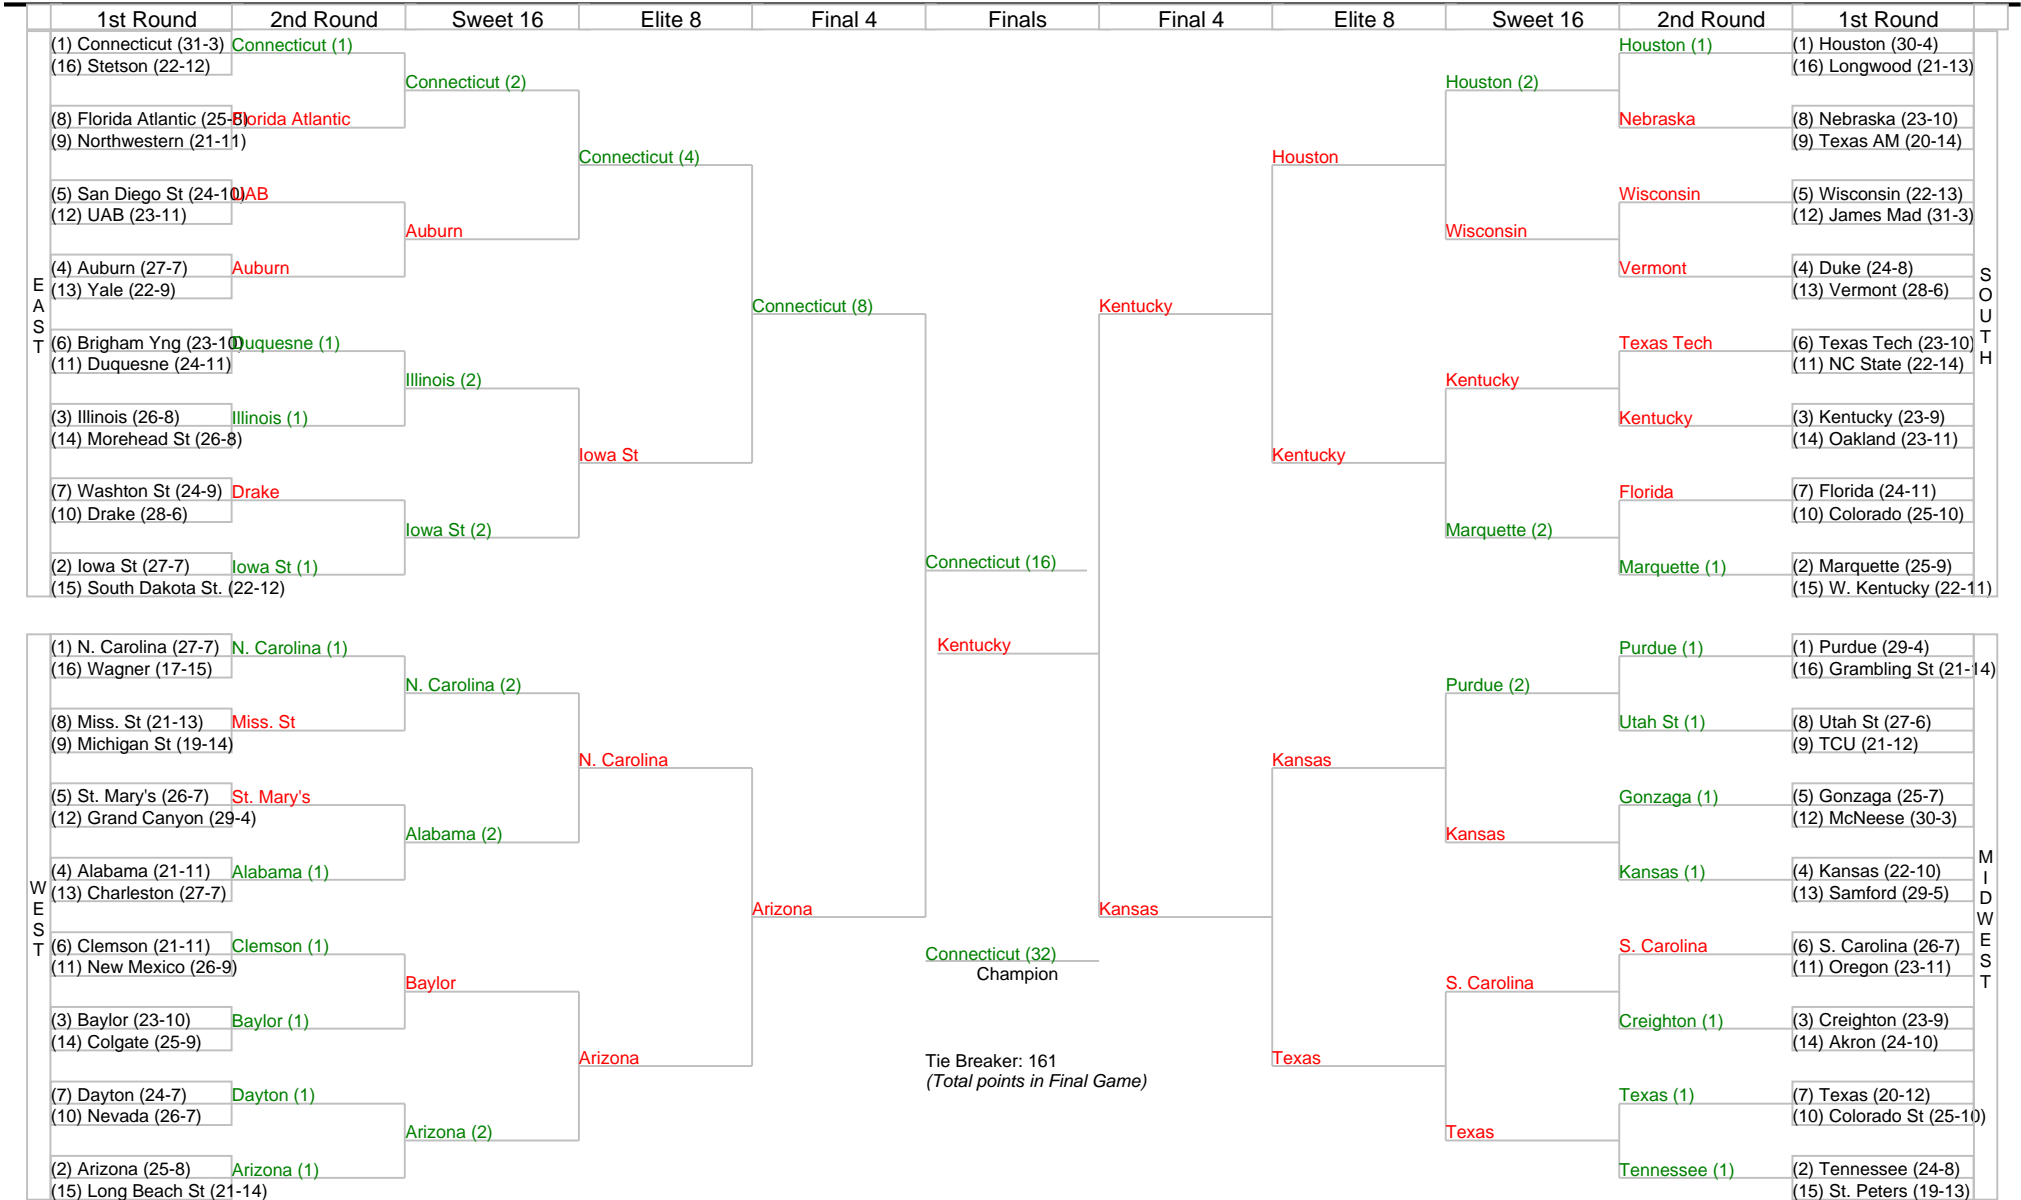 1st Round 2nd Round Sweet 16 Elite 8 Final 4 Finals Final 4 Elite 8 Sweet 16 2nd Round 1st Round
EAST
(1) Connecticut (31-3)
(16) Stetson (22-12)
(8) Florida Atlantic (25-8)
(9) Northwestern (21-11)
(5) San Diego St (24-10)
(12) UAB (23-11)
(4) Auburn (27-7)
(13) Yale (22-9)
(6) Brigham Yng (23-10)
(11) Duquesne (24-11)
(3) Illinois (26-8)
(14) Morehead St (26-8)
(7) Washton St (24-9)
(10) Drake (28-6)
(2) Iowa St (27-7)
(15) South Dakota St. (22-12)
Connecticut (1)
Florida Atlantic
UAB
Auburn
Duquesne (1)
Illinois (1)
Drake
Iowa St (1)
Connecticut (2)
Auburn
Illinois (2)
Iowa St (2)
Connecticut (4)
Iowa St
Connecticut (8)
WEST
(1) N. Carolina (27-7)
(16) Wagner (17-15)
(8) Miss. St (21-13)
(9) Michigan St (19-14)
(5) St. Mary's (26-7)
(12) Grand Canyon (29-4)
(4) Alabama (21-11)
(13) Charleston (27-7)
(6) Clemson (21-11)
(11) New Mexico (26-9)
(3) Baylor (23-10)
(14) Colgate (25-9)
(7) Dayton (24-7)
(10) Nevada (26-7)
(2) Arizona (25-8)
(15) Long Beach St (21-14)
N. Carolina (1)
Miss. St
St. Mary's
Alabama (1)
Clemson (1)
Baylor (1)
Dayton (1)
Arizona (1)
N. Carolina (2)
Alabama (2)
Baylor
Arizona (2)
N. Carolina
Arizona
Arizona
Connecticut (16)
Kentucky
Connecticut (32)
Champion
Tie Breaker: 161
(Total points in Final Game)
Kentucky
Houston
Kentucky
Houston (2)
Wisconsin
Kentucky
Marquette (2)
Houston (1)
Nebraska
Wisconsin
Vermont
Texas Tech
Kentucky
Florida
Marquette (1)
(1) Houston (30-4)
(16) Longwood (21-13)
(8) Nebraska (23-10)
(9) Texas AM (20-14)
(5) Wisconsin (22-13)
(12) James Mad (31-3)
(4) Duke (24-8)
(13) Vermont (28-6)
(6) Texas Tech (23-10)
(11) NC State (22-14)
(3) Kentucky (23-9)
(14) Oakland (23-11)
(7) Florida (24-11)
(10) Colorado (25-10)
(2) Marquette (25-9)
(15) W. Kentucky (22-11)
SOUTH
Kansas
Kansas
Texas
Purdue (2)
Kansas
S. Carolina
Texas
Purdue (1)
Utah St (1)
Gonzaga (1)
Kansas (1)
S. Carolina
Creighton (1)
Texas (1)
Tennessee (1)
(1) Purdue (29-4)
(16) Grambling St (21-14)
(8) Utah St (27-6)
(9) TCU (21-12)
(5) Gonzaga (25-7)
(12) McNeese (30-3)
(4) Kansas (22-10)
(13) Samford (29-5)
(6) S. Carolina (26-7)
(11) Oregon (23-11)
(3) Creighton (23-9)
(14) Akron (24-10)
(7) Texas (20-12)
(10) Colorado St (25-10)
(2) Tennessee (24-8)
(15) St. Peters (19-13)
MIDWEST